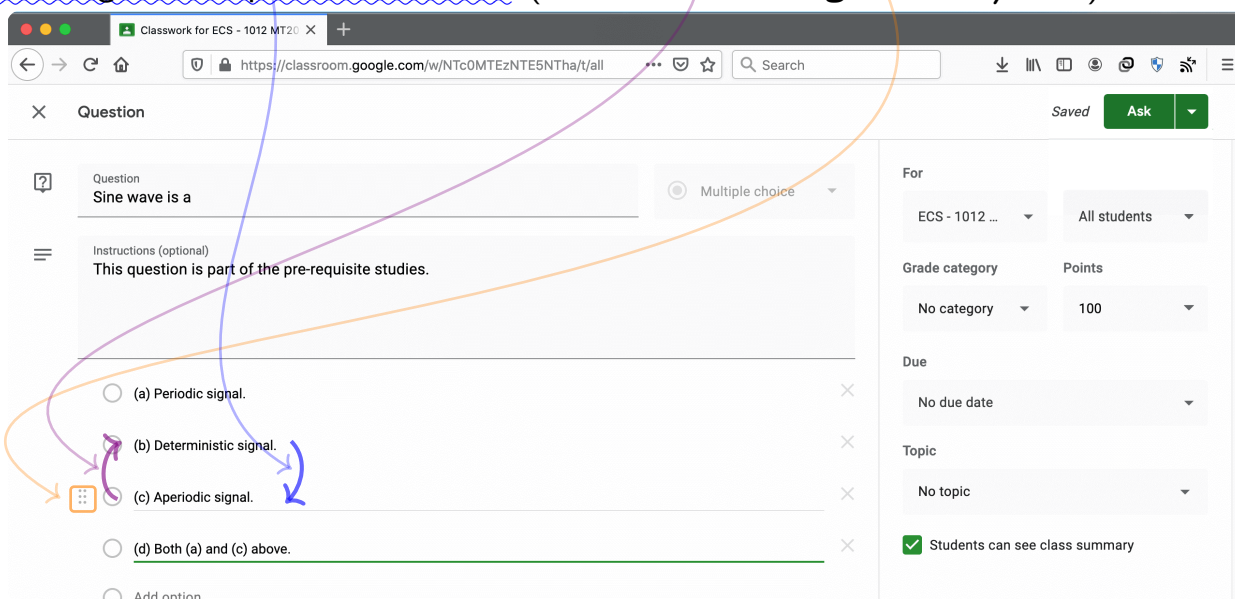 Classwork for ECS - 1012 MT20
https://classroom.google.com/w/NTc0MTEzNTE5NTha/t/all
Search
Question
Saved
Ask
Question
Sine wave is a
Multiple choice
Instructions (optional)
This question is part of the pre-requisite studies.
(a) Periodic signal.
(b) Deterministic signal.
(c) Aperiodic signal.
(d) Both (a) and (c) above.
Add option
For
ECS - 1012 ...
All students
Grade category
Points
No category
100
Due
No due date
Topic
No topic
Students can see class summary